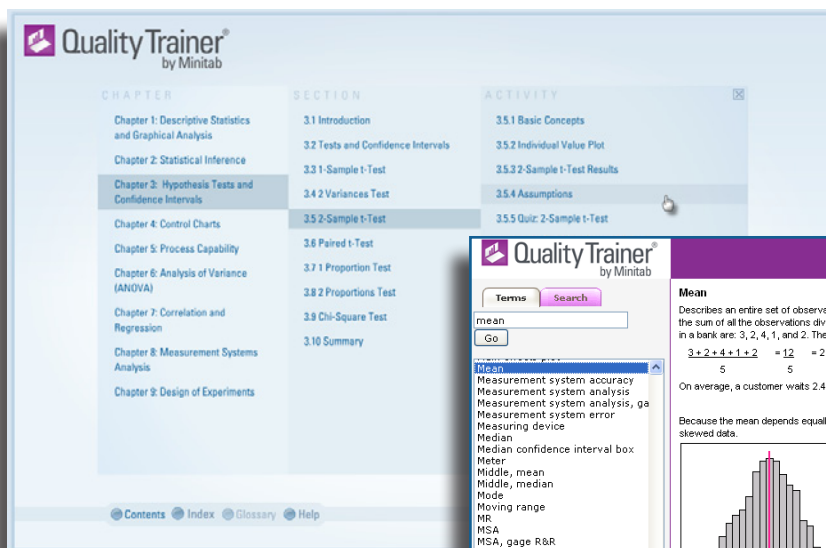 Quality Trainer®
by Minitab
CHAPTER
Chapter 1: Descriptive Statistics
and Graphical Analysis
Chapter 2: Statistical Inference
Chapter 3: Hypothesis Tests and
Confidence Intervals
Chapter 4: Control Charts
Chapter 5: Process Capability
Chapter 6: Analysis of Variance
(ANOVA)
Chapter 7: Correlation and
Regression
Chapter 8: Measurement Systems
Analysis
Chapter 9: Design of Experiments
SECTION
3.1 Introduction
3.2 Tests and Confidence Intervals
3.3 1-Sample t-Test
3.4 2 Variances Test
3.5 2-Sample t-Test
3.6 Paired t-Test
3.7 1 Proportion Test
3.8 2 Proportions Test
3.9 Chi-Square Test
3.10 Summary
ACTIVITY
3.5.1 Basic Concepts
3.5.2 Individual Value Plot
3.5.3 2-Sample t-Test Results
3.5.4 Assumptions
3.5.5 Quiz: 2-Sample t-Test
Contents Index Glossary Help
Quality Trainer®
by Minitab
Terms Search
mean
Go
Main effects plot
Mean
Measurement system accuracy
Measurement system analysis
Measurement system analysis, ga
Measurement system error
Measuring device
Median
Median confidence interval box
Meter
Middle, mean
Middle, median
Mode
Moving range
MR
MSA
MSA, gage R&R
Mean
Describes an entire set of observa
the sum of all the observations div
in a bank are: 3, 2, 4, 1, and 2. The
3 + 2 + 4 + 1 + 2 = 12 = 2
5 5
On average, a customer waits 2.4
Because the mean depends equall
skewed data.